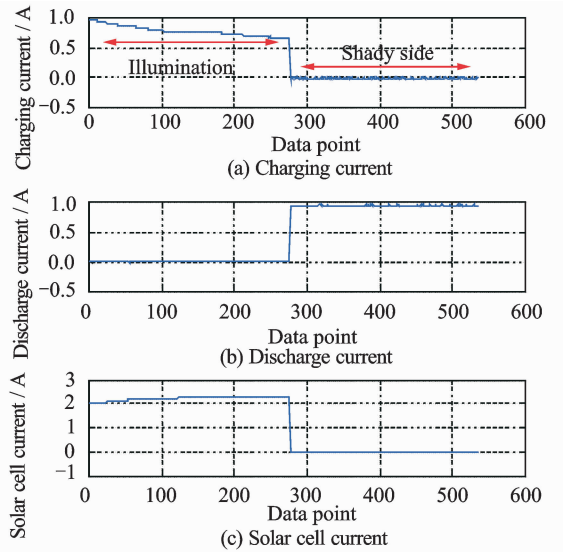 Charging current / A
1.0
0.5
0.0
−0.5
Illumination
Shady side
0 100 200 300 400 500 600
Data point
(a) Charging current
Discharge current / A
1.0
0.5
0.0
−0.5
0 100 200 300 400 500 600
Data point
(b) Discharge current
Solar cell current / A
3
2
0
−1
0 100 200 300 400 500 600
Data point
(c) Solar cell current